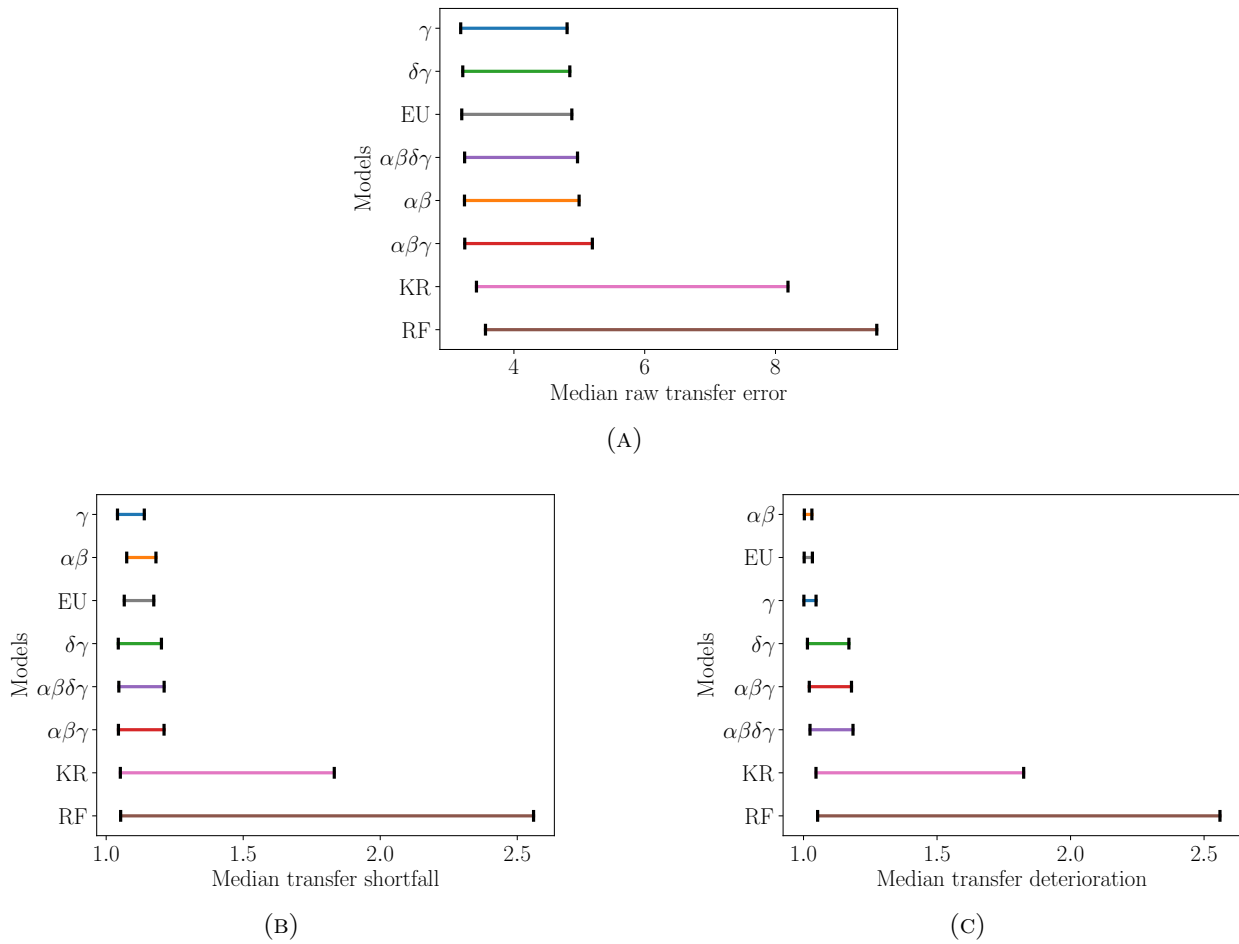 γ
δγ
EU
αβδγ
αβ
αβγ
KR
RF
Models
4 6 8
Median raw transfer error
(A)
γ
αβ
EU
δγ
αβδγ
αβγ
KR
RF
Models
1.0 1.5 2.0 2.5
Median transfer shortfall
(B)
αβ
EU
γ
δγ
αβγ
αβδγ
KR
RF
Models
1.0 1.5 2.0 2.5
Median transfer deterioration
(C)